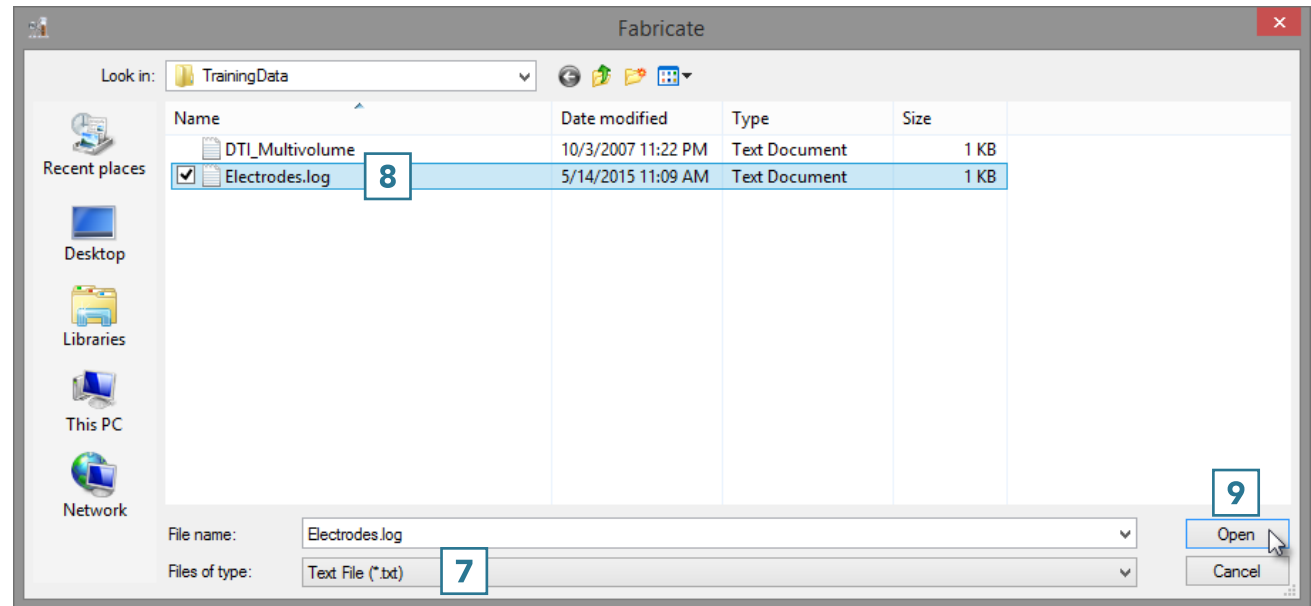 Fabricate
Look in: TrainingData
Name Date modified Type Size
DTI_Multivolume 10/3/2007 11:22 PM Text Document 1 KB
Electrodes.log 8 5/14/2015 11:09 AM Text Document 1 KB
Recent places
Desktop
Libraries
This PC
Network
9
File name: Electrodes.log Open
Files of type: Text File (*.txt) 7 Cancel